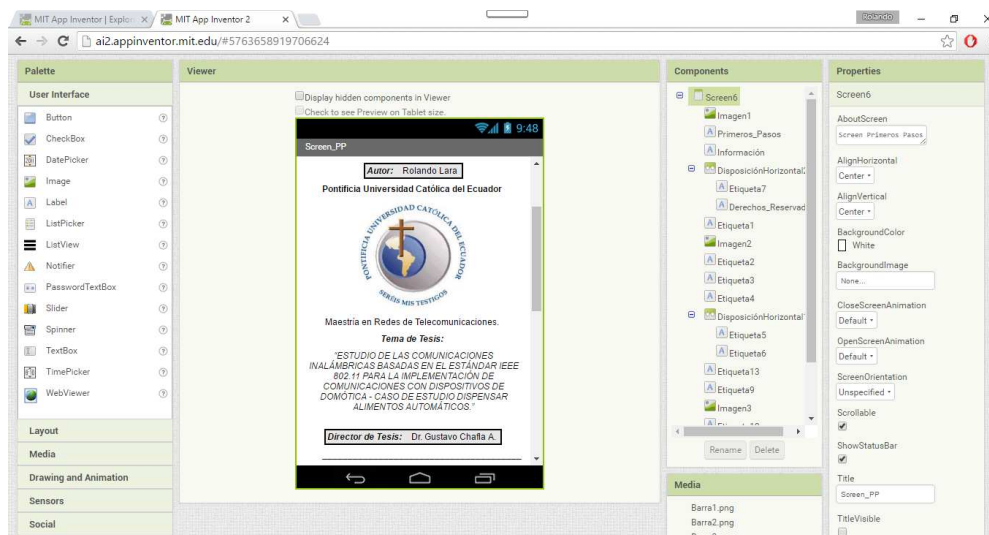 MIT App Inventor | Explor
MIT App Inventor 2
Rolando
ai2.appinventor.mit.edu/#5763658919706624
Palette
User Interface
Button
CheckBox
DatePicker
Image
Label
ListPicker
ListView
Notifier
PasswordTextBox
Slider
Spinner
TextBox
TimePicker
WebViewer
Layout
Media
Drawing and Animation
Sensors
Social
Viewer
Display hidden components in Viewer
Check to see Preview on Tablet size.
9:48
Screen_PP
Autor: Rolando Lara
Pontificia Universidad Católica del Ecuador
PONTIFICIA UNIVERSIDAD CATÓLICA DEL ECUADOR
SERÉIS MIS TESTIGOS
Maestría en Redes de Telecomunicaciones.
Tema de Tesis:
"ESTUDIO DE LAS COMUNICACIONES
INALÁMBRICAS BASADAS EN EL ESTÁNDAR IEEE
802.11 PARA LA IMPLEMENTACIÓN DE
COMUNICACIONES CON DISPOSITIVOS DE
DOMÓTICA - CASO DE ESTUDIO DISPENSAR
ALIMENTOS AUTOMÁTICOS."
Director de Tesis: Dr. Gustavo Chafla A.
Components
Screen6
Imagen1
Primeros_Pasos
Información
DisposiciónHorizontal
Etiqueta7
Derechos_Reservad
Etiqueta1
Imagen2
Etiqueta2
Etiqueta3
Etiqueta4
DisposiciónHorizontal
Etiqueta5
Etiqueta6
Etiqueta13
Etiqueta9
Imagen3
Rename Delete
Media
Barra1.png
Barra2.png
Properties
Screen6
AboutScreen
Screen Primeros Pasos
AlignHorizontal
Center
AlignVertical
Center
BackgroundColor
White
BackgroundImage
None...
CloseScreenAnimation
Default
OpenScreenAnimation
Default
ScreenOrientation
Unspecified
Scrollable
ShowStatusBar
Title
Screen_PP
TitleVisible